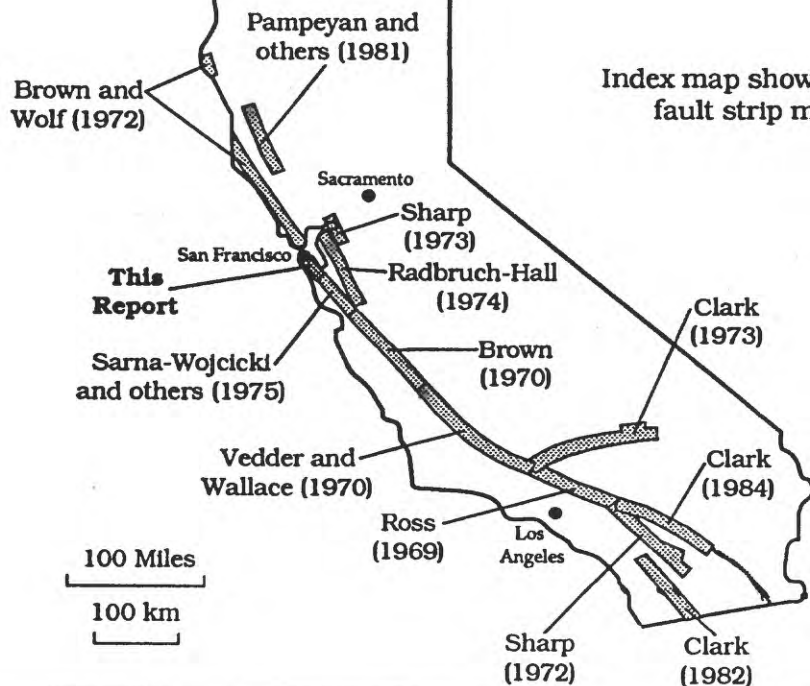 Pampeyan and
others (1981)
Index map show
fault strip m
Brown and
Wolf (1972)
Sacramento
Sharp
(1973)
San Francisco
This
Report
Radbruch-Hall
(1974)
Clark
(1973)
Sarna-Wojcicki
and others (1975)
Brown
(1970)
Vedder and
Wallace (1970)
Clark
(1984)
Ross
(1969)
Los
Angeles
100 Miles
100 km
Sharp
(1972)
Clark
(1982)